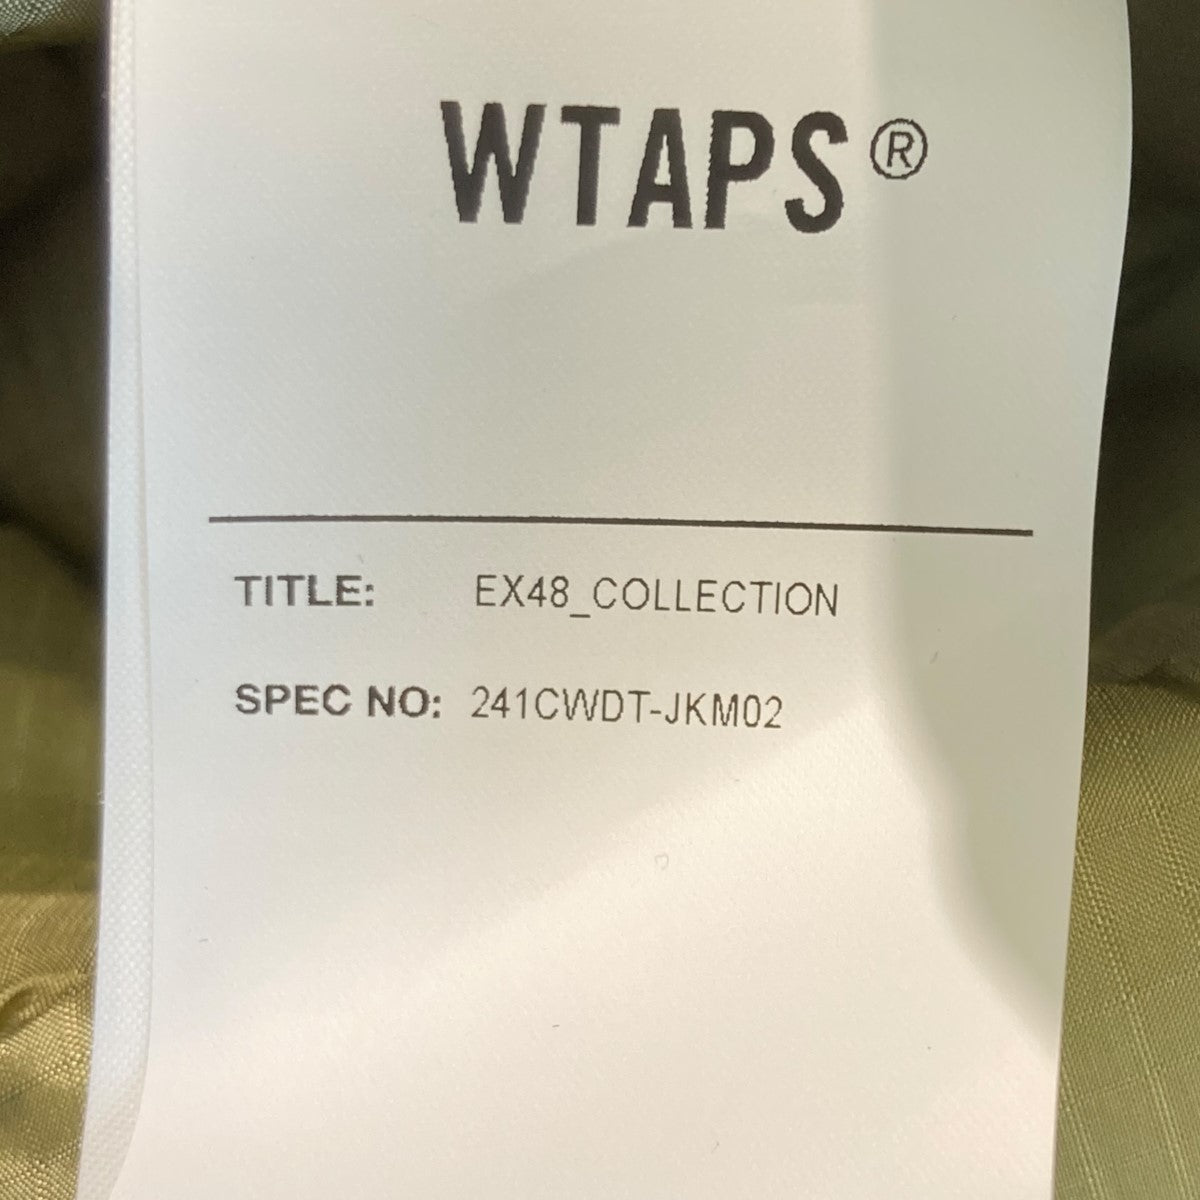 WTAPS®
TITLE: EX48_COLLECTION
SPEC NO: 241CWDT-JKM02